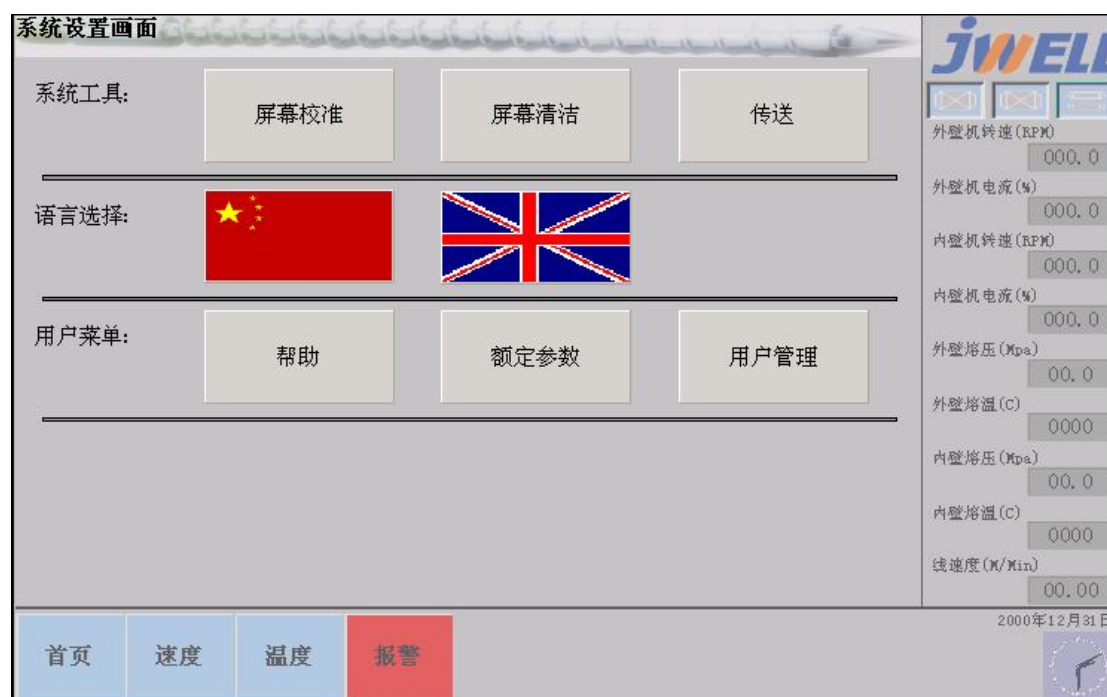 系统设置画面
系统工具:
屏幕校准
屏幕清洁
传送
语言选择:
用户菜单:
帮助
额定参数
用户管理
首页
速度
温度
报警
JWELL
外壁机转速(RPM)
000.0
外壁机电流(%)
000.0
内壁机转速(RPM)
000.0
内壁机电流(%)
000.0
外壁熔压(Mpa)
00.0
外壁熔温(C)
0000
内壁熔压(Mpa)
00.0
内壁熔温(C)
0000
线速度(M/Min)
00.00
2000年12月31日